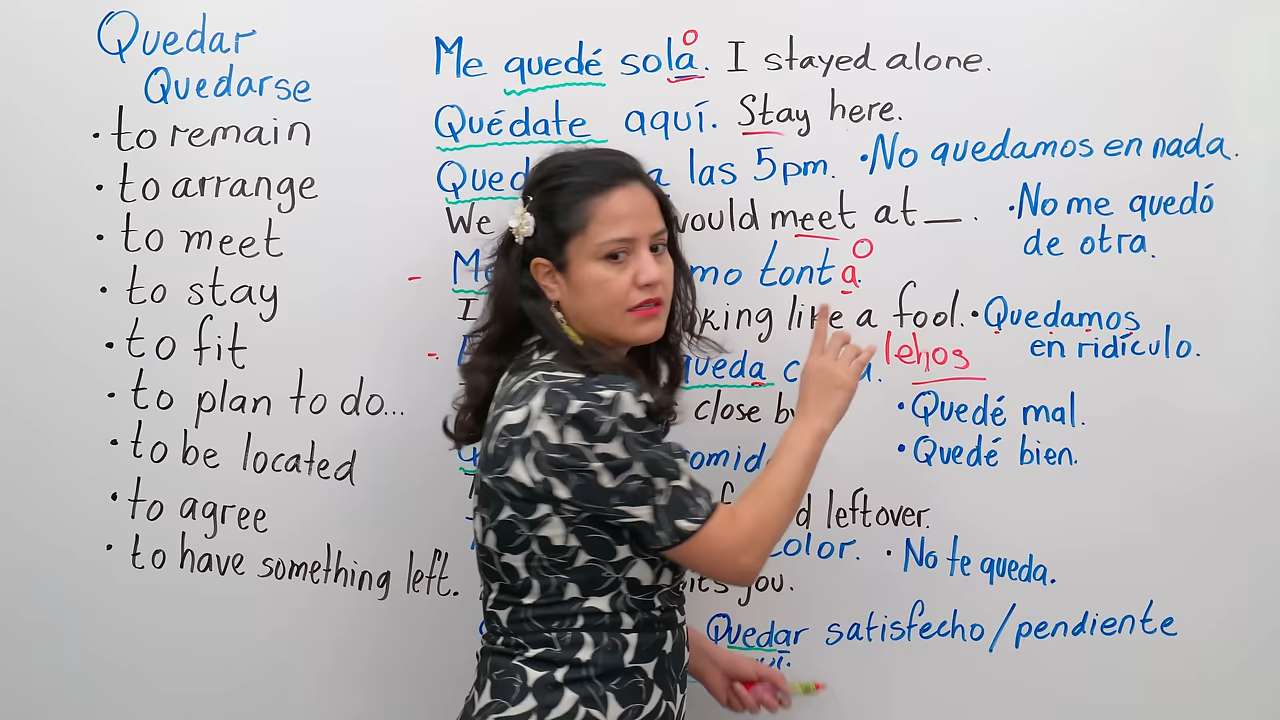 Quedar
Quedarse
• to remain
• to arrange
• to meet
• to stay
• to fit
• to plan to do...
• to be located
• to agree
• to have something left.
Me quedé sola. o I stayed alone.
Quédate aquí. Stay here.
a las 5pm.
We would meet at __.
tonta. o
I like a fool.
queda lejos
close by
leftover.
color.
you.
Quedar satisfecho/pendiente
• No quedamos en nada.
• No me quedó
de otra.
• Quedamos
en ridículo.
• Quedé mal.
• Quedé bien.
• No te queda.